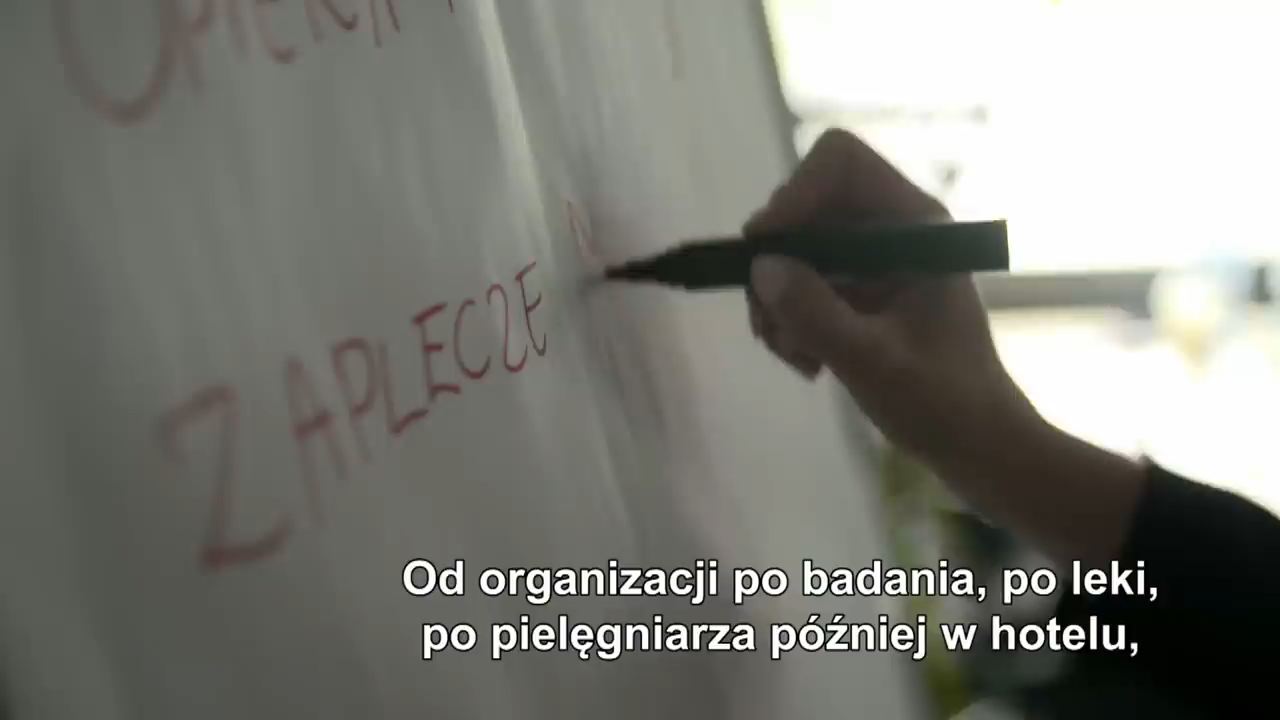 ZAPLECZE
Od organizacji po badania, po leki,
po pielęgniarza później w hotelu,